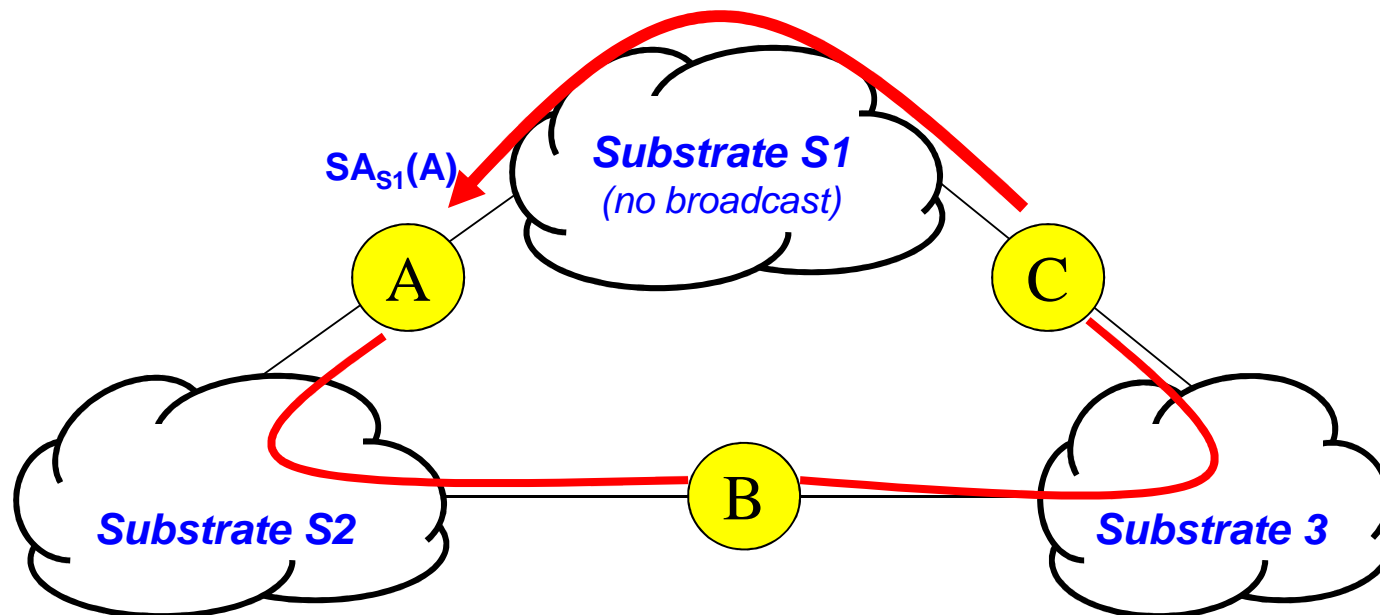 Substrate S1
(no broadcast)
SAS1(A)
A
C
B
Substrate S2
Substrate 3